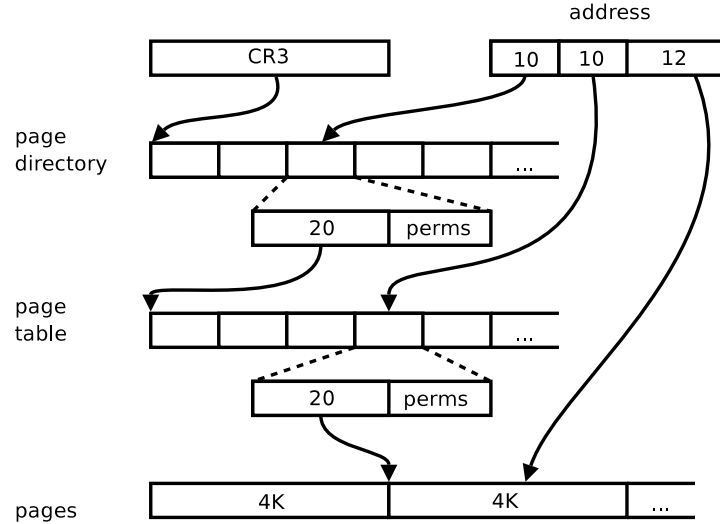 address
CR3
10 10 12
page
directory
...
20 perms
page
table
...
20 perms
pages
4K 4K ...